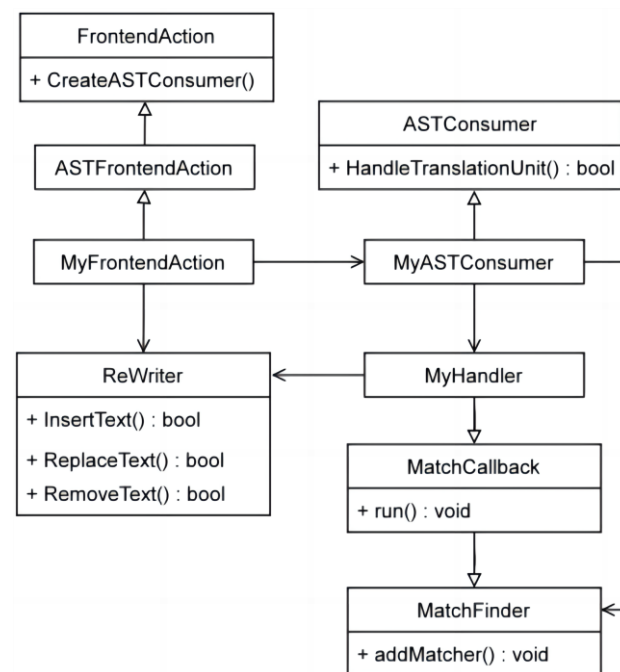 FrontendAction
+ CreateASTConsumer()
ASTConsumer
+ HandleTranslationUnit() : bool
ASTFrontendAction
MyFrontendAction
MyASTConsumer
ReWriter
+ InsertText() : bool
+ ReplaceText() : bool
+ RemoveText() : bool
MyHandler
MatchCallback
+ run() : void
MatchFinder
+ addMatcher() : void